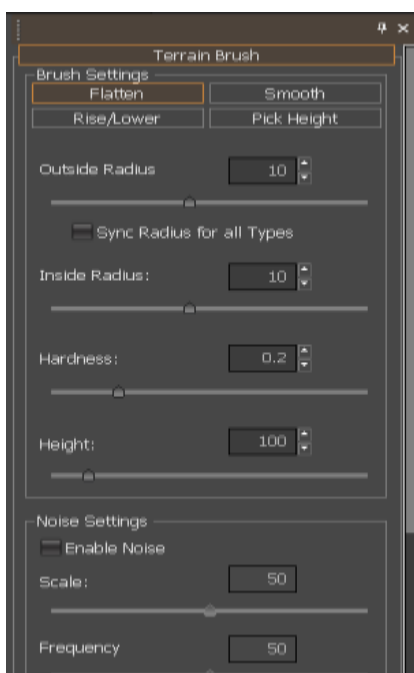 Terrain Brush
Brush Settings
Flatten Smooth
Rise/Lower Pick Height
Outside Radius 10
Sync Radius for all Types
Inside Radius: 10
Hardness: 0.2
Height: 100
Noise Settings
Enable Noise
Scale: 50
Frequency 50